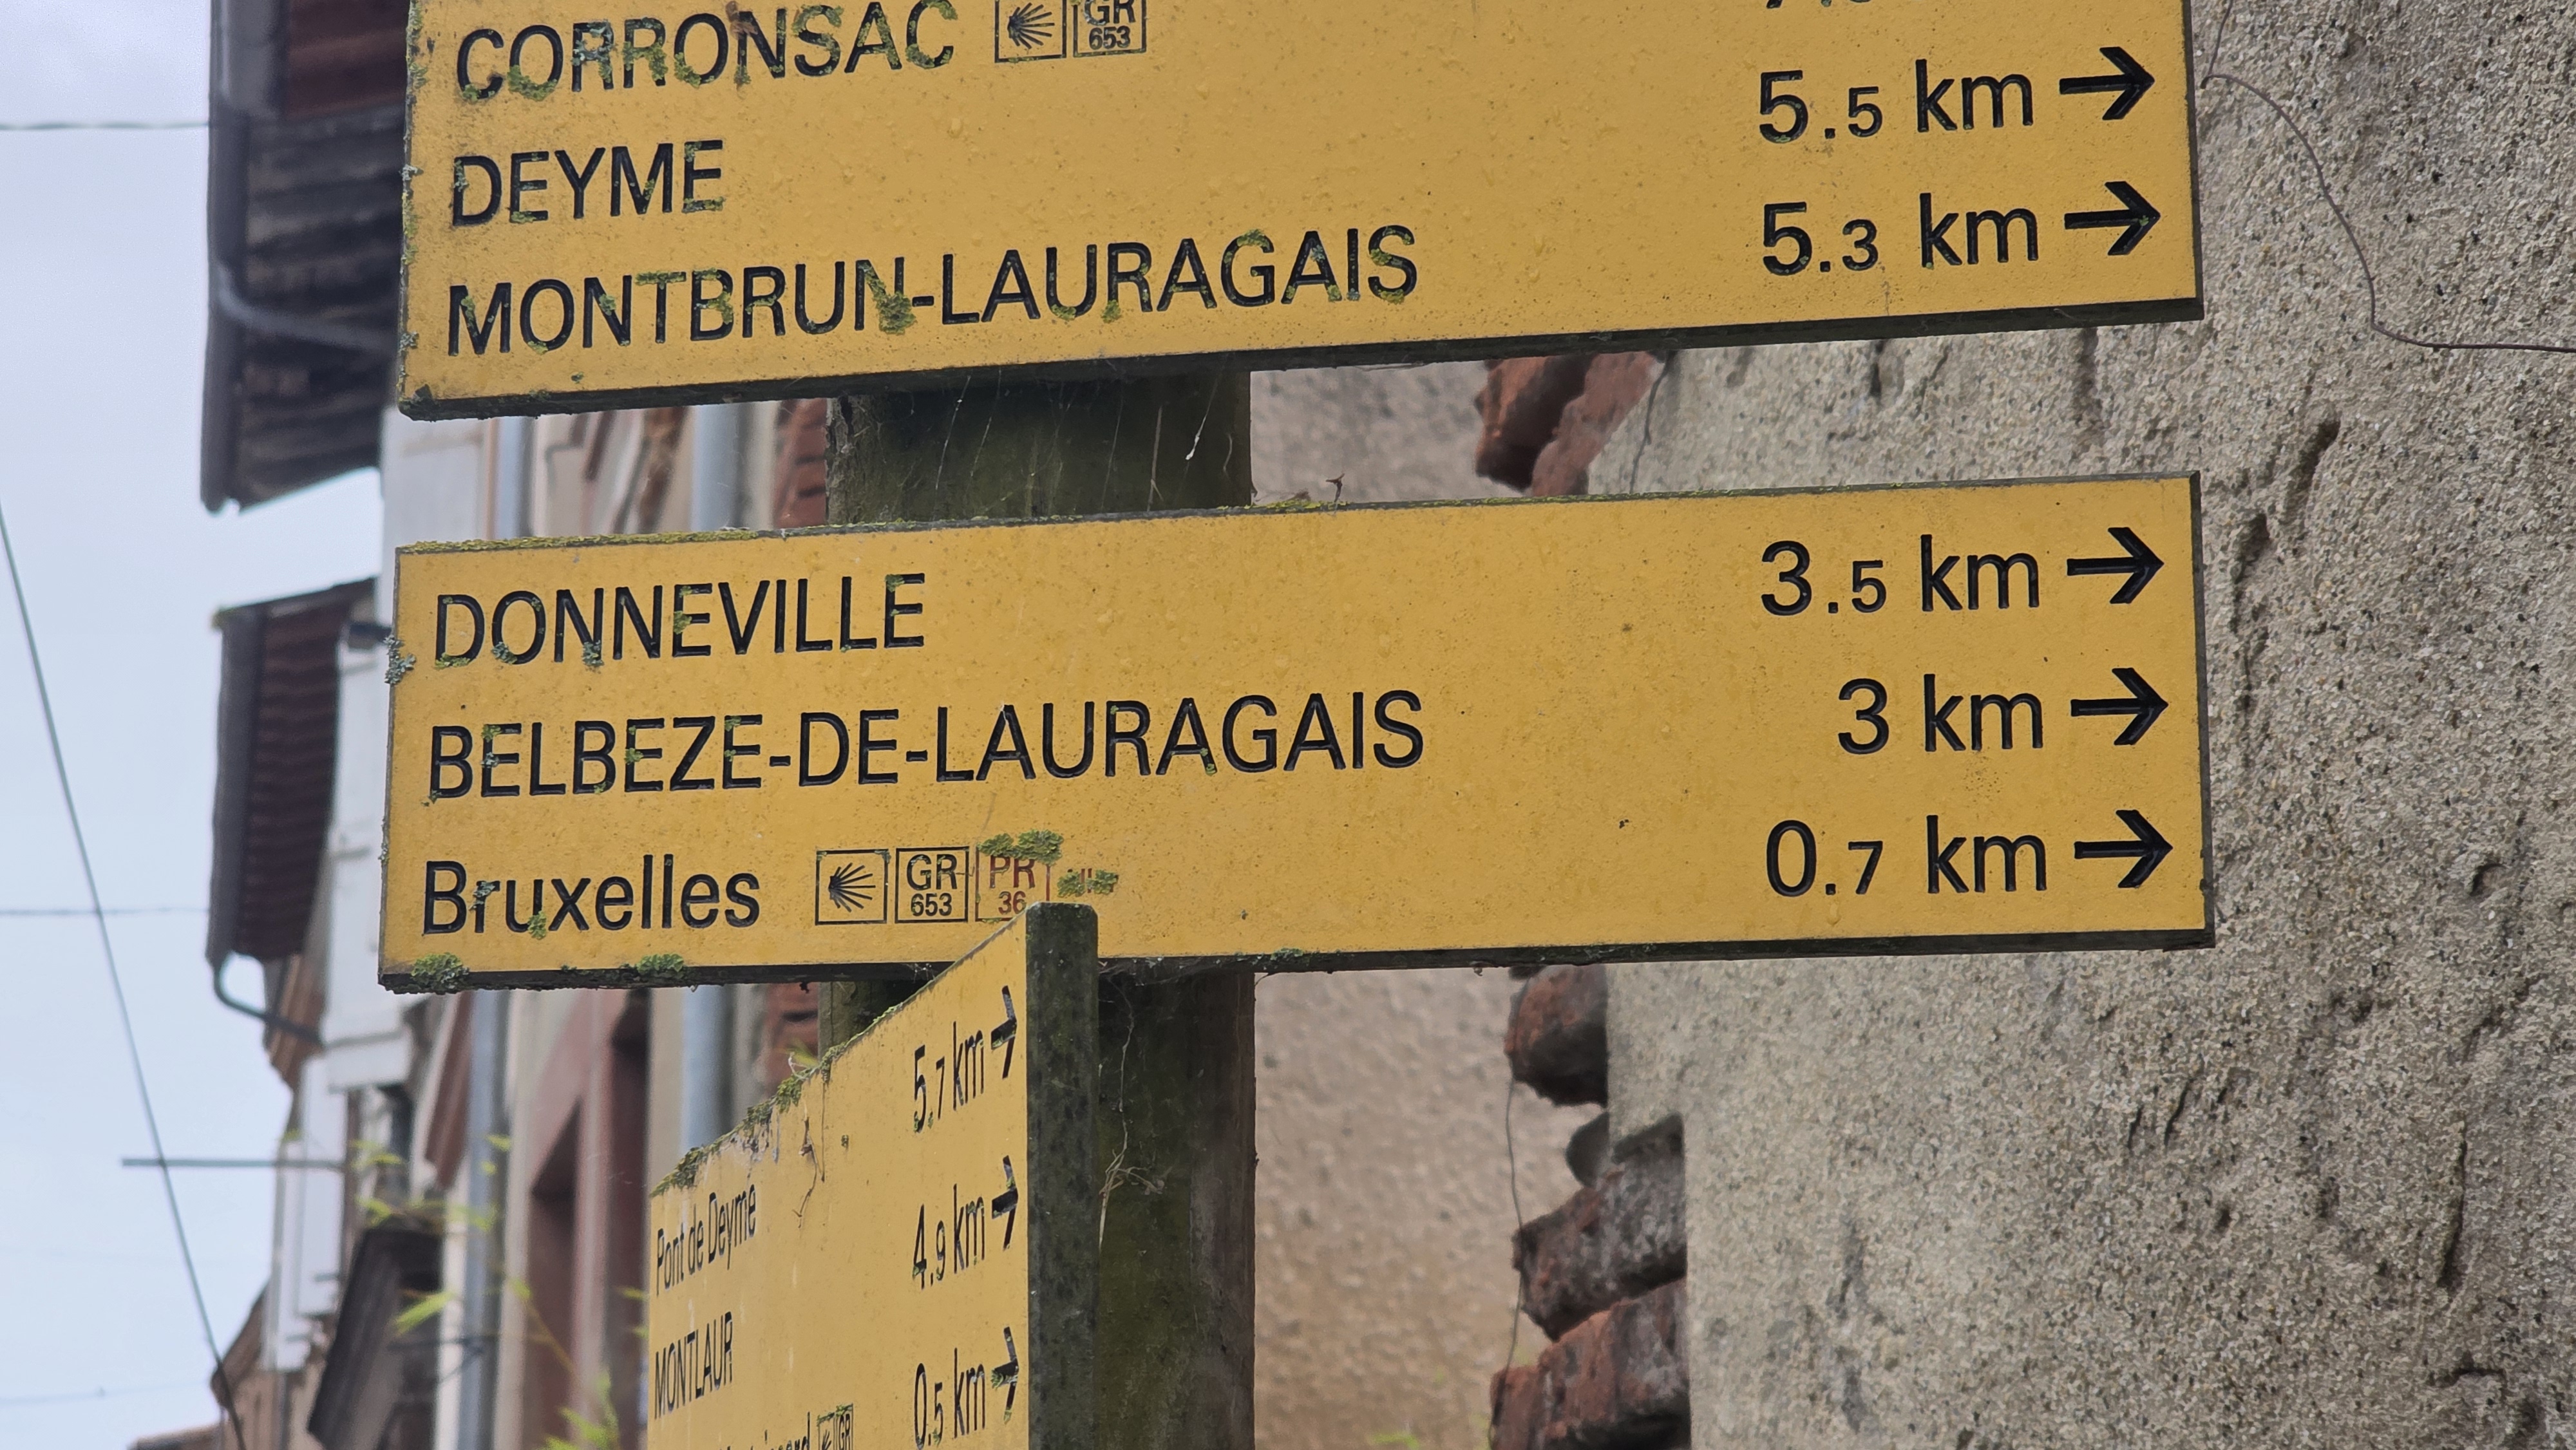 CORRONSAC GR 653
DEYME 5.5 km →
MONTBRUN-LAURAGAIS 5.3 km →
DONNEVILLE 3.5 km →
BELBEZE-DE-LAURAGAIS 3 km →
Bruxelles GR 653 PR 36 0.7 km →
Pont de Deyme 5.7 km →
MONTLAUR 4.9 km →
GR 0.5 km →